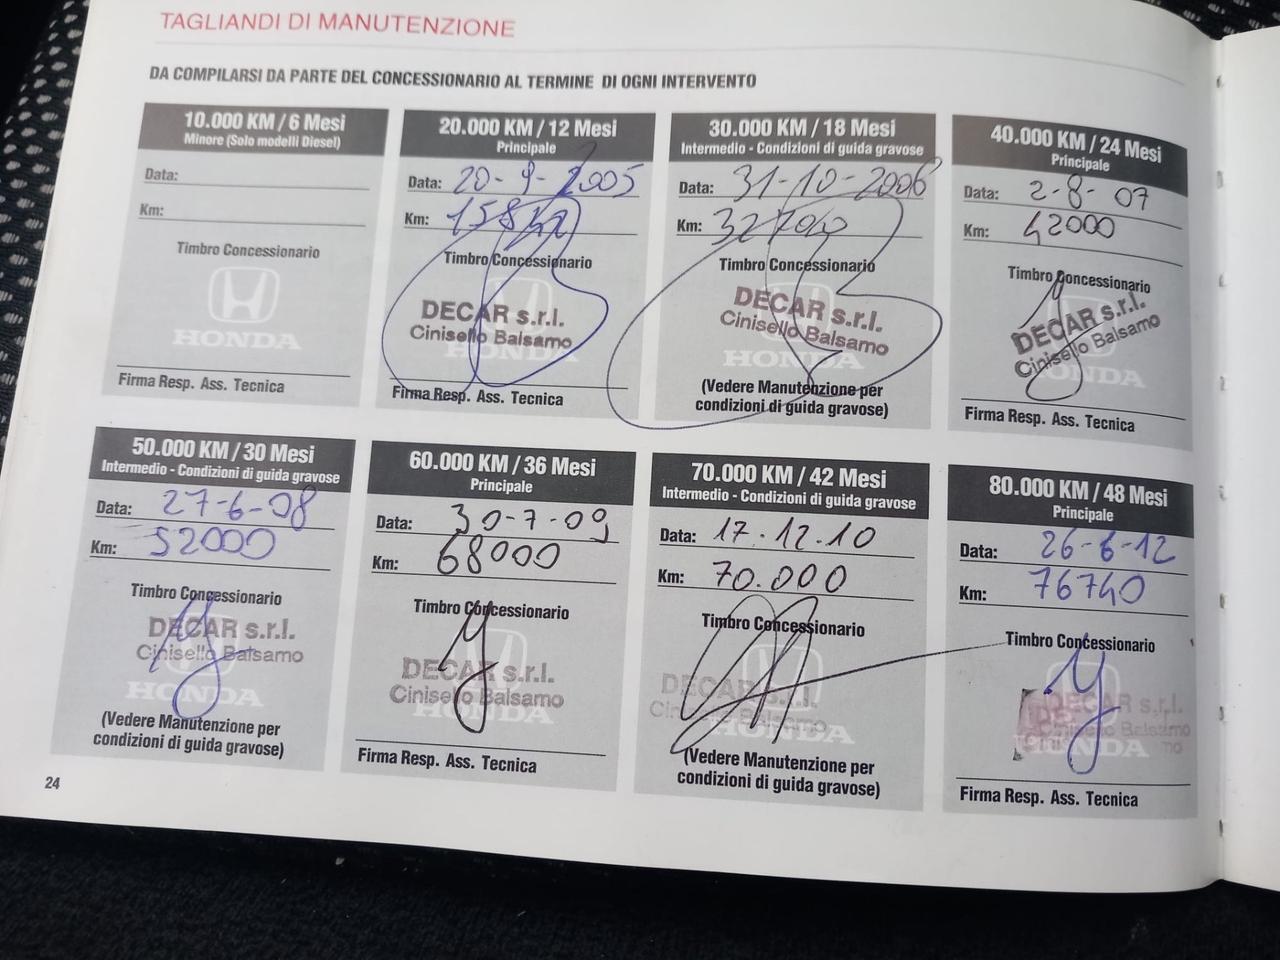 TAGLIANDI DI MANUTENZIONE
DA COMPILARSI DA PARTE DEL CONCESSIONARIO AL TERMINE DI OGNI INTERVENTO
10.000 KM / 6 Mesi
Minore (Solo modelli Diesel)
Data:
Km:
Timbro Concessionario
HONDA
Firma Resp. Ass. Tecnica
20.000 KM / 12 Mesi
Principale
Data: 20-9-2005
Km:
Timbro Concessionario
DECAR s.r.l.
Cinisello Balsamo
HONDA
Firma Resp. Ass. Tecnica
30.000 KM / 18 Mesi
Intermedio - Condizioni di guida gravose
Data: 31-10-2006
Km:
Timbro Concessionario
DECAR s.r.l.
Cinisello Balsamo
HONDA
(Vedere Manutenzione per
condizioni di guida gravose)
40.000 KM / 24 Mesi
Principale
Data: 2-8-07
Km: 42000
Timbro Concessionario
DECAR s.r.l.
Cinisello Balsamo
HONDA
Firma Resp. Ass. Tecnica
50.000 KM / 30 Mesi
Intermedio - Condizioni di guida gravose
Data: 27-6-08
Km: 52000
Timbro Concessionario
DECAR s.r.l.
Cinisello Balsamo
HONDA
(Vedere Manutenzione per
condizioni di guida gravose)
60.000 KM / 36 Mesi
Principale
Data: 30-7-09
Km: 68000
Timbro Concessionario
DECAR s.r.l.
Cinisello Balsamo
HONDA
Firma Resp. Ass. Tecnica
70.000 KM / 42 Mesi
Intermedio - Condizioni di guida gravose
Data: 17.12.10
Km: 70.000
Timbro Concessionario
DECAR s.r.l.
Cinisello Balsamo
HONDA
(Vedere Manutenzione per
condizioni di guida gravose)
80.000 KM / 48 Mesi
Principale
Data: 26-6-12
Km: 76740
Timbro Concessionario
DECAR s.r.l.
Cinisello Balsamo
HONDA
Firma Resp. Ass. Tecnica
24